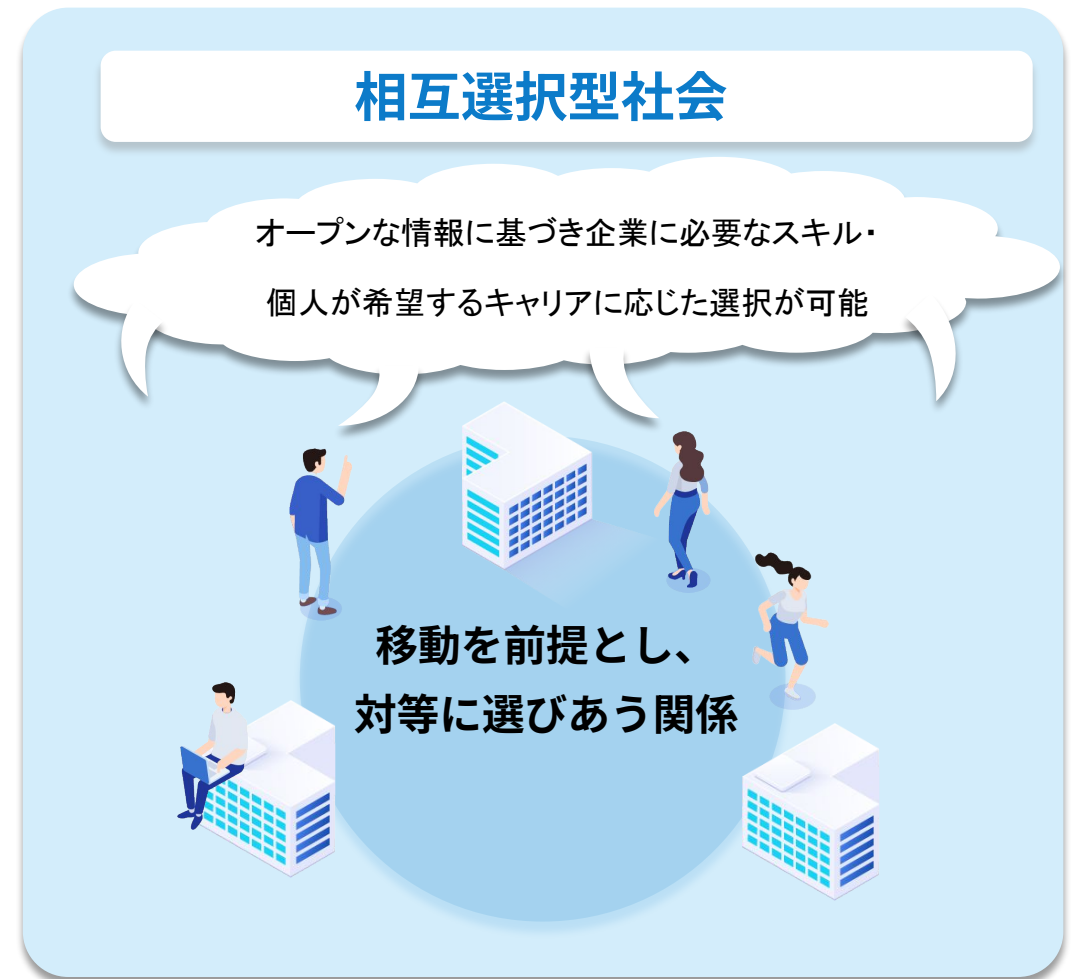 相互選択型社会
オープンな情報に基づき企業に必要なスキル・
個人が希望するキャリアに応じた選択が可能
移動を前提とし、
対等に選びあう関係